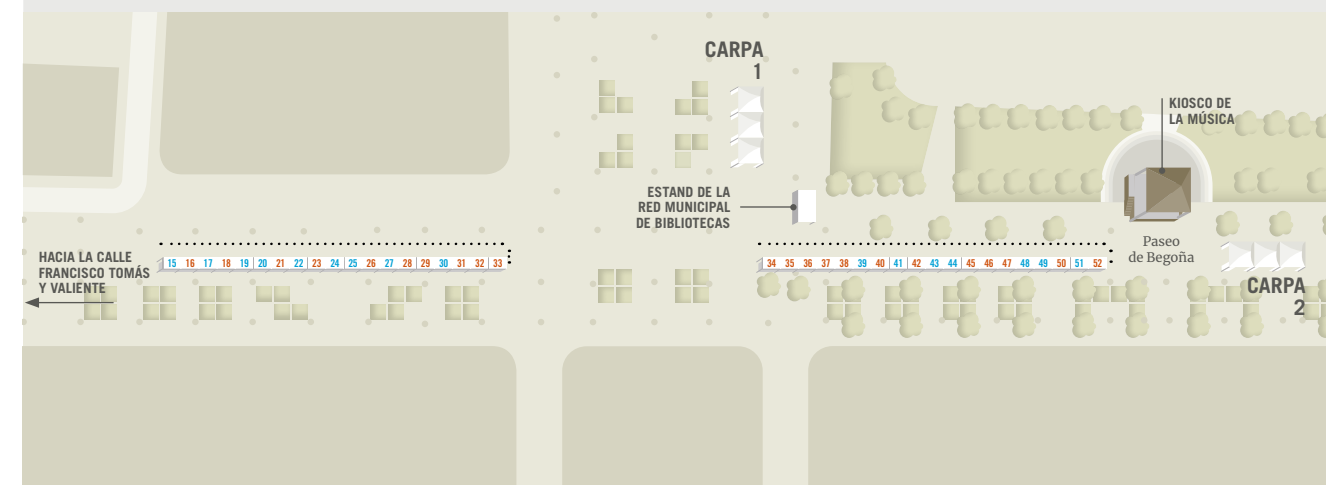 CARPA
1
KIOSCO DE
LA MÚSICA
ESTAND DE LA
RED MUNICIPAL
DE BIBLIOTECAS
Paseo
de Begoña
HACIA LA CALLE
FRANCISCO TOMÁS
Y VALIENTE
15 16 17 18 19 20 21 22 23 24 25 26 27 28 29 30 31 32 33
34 35 36 37 38 39 40 41 42 43 44 45 46 47 48 49 50 51 52
CARPA
2